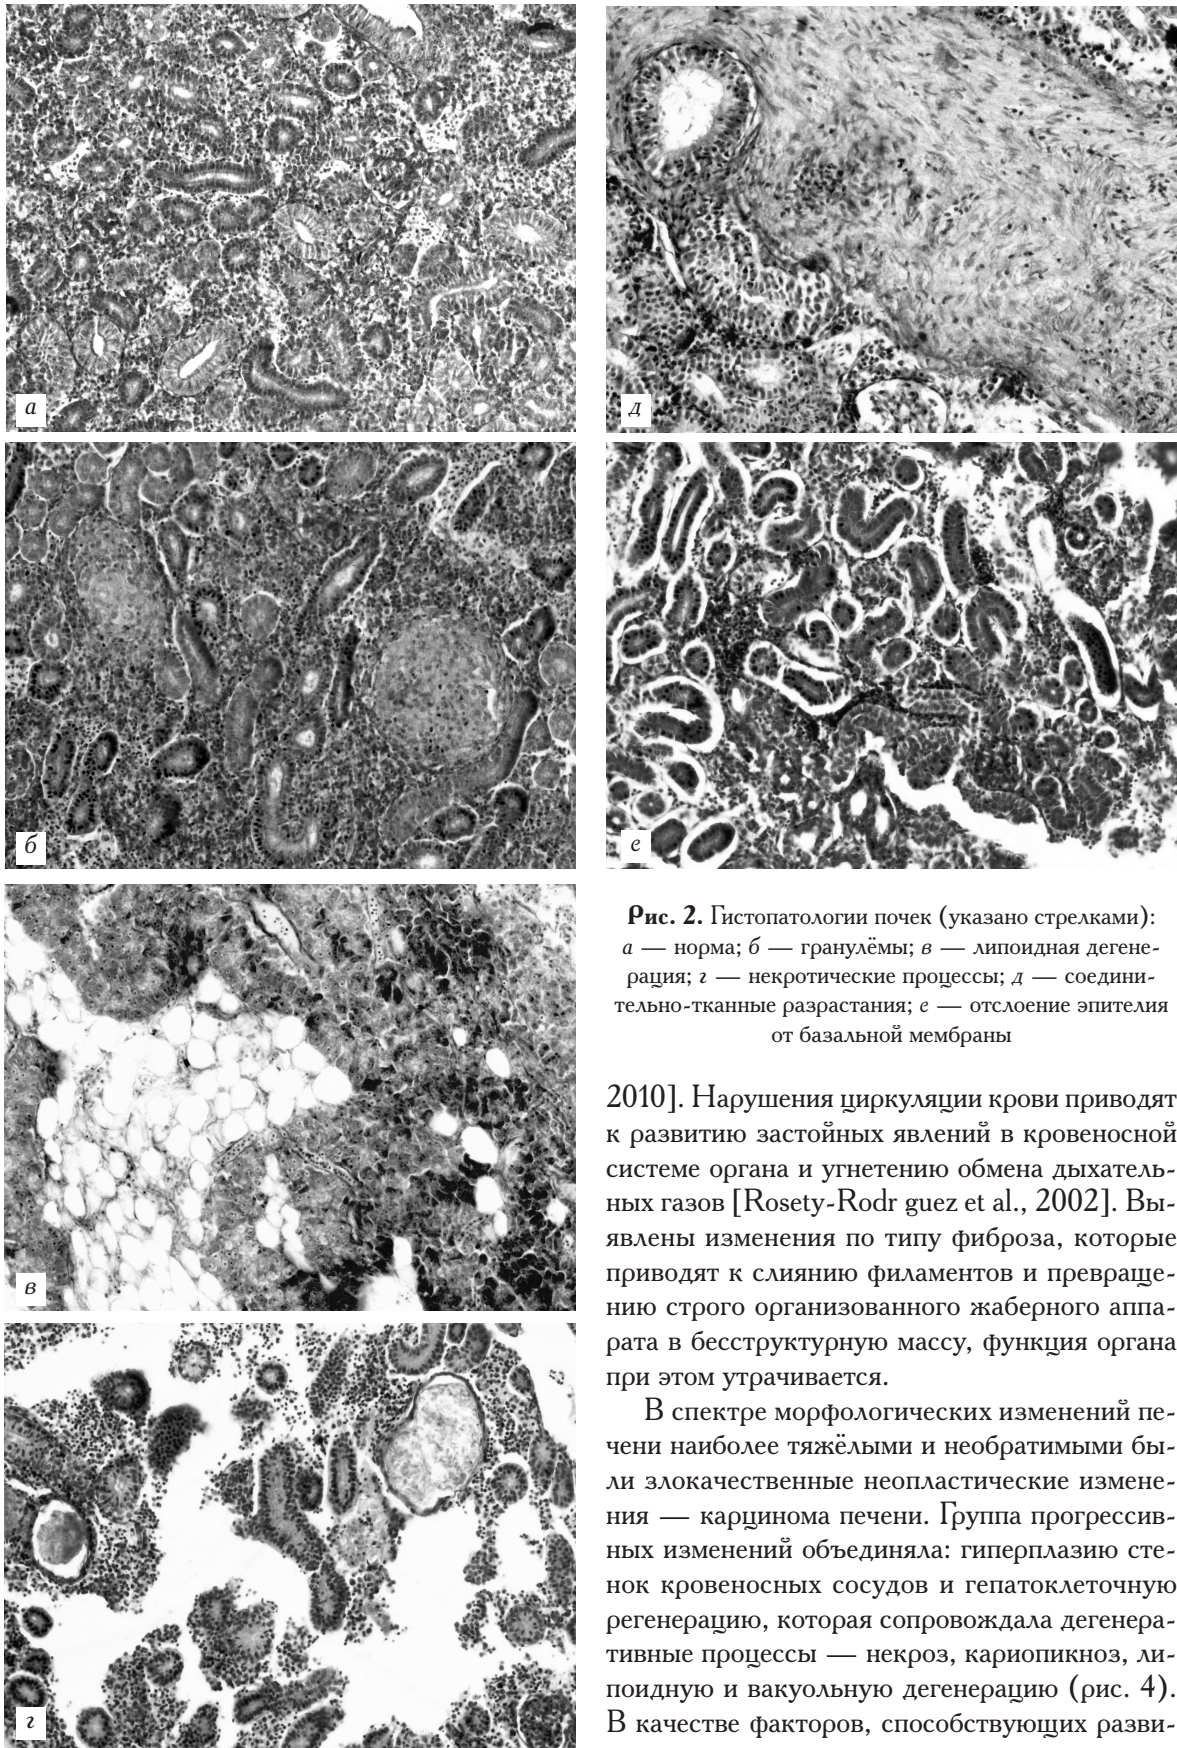 а
б
в
г
д
е
Рис. 2. Гистопатологии почек (указано стрелками):
а — норма; б — гранулёмы; в — липоидная дегене-
рация; г — некротические процессы; д — соедини-
тельно-тканные разрастания; е — отслоение эпителия
от базальной мембраны
2010]. Нарушения циркуляции крови приводят
к развитию застойных явлений в кровеносной
системе органа и угнетению обмена дыхатель-
ных газов [Rosety-Rodr guez et al., 2002]. Вы-
явлены изменения по типу фиброза, которые
приводят к слиянию филаментов и превраще-
нию строго организованного жаберного аппа-
рата в бесструктурную массу, функция органа
при этом утрачивается.
В спектре морфологических изменений пе-
чени наиболее тяжёлыми и необратимыми бы-
ли злокачественные неопластические измене-
ния — карцинома печени. Группа прогрессив-
ных изменений объединяла: гиперплазию сте-
нок кровеносных сосудов и гепатоклеточную
регенерацию, которая сопровождала дегенера-
тивные процессы — некроз, кариопикноз, ли-
поидную и вакуольную дегенерацию (рис. 4).
В качестве факторов, способствующих разви-